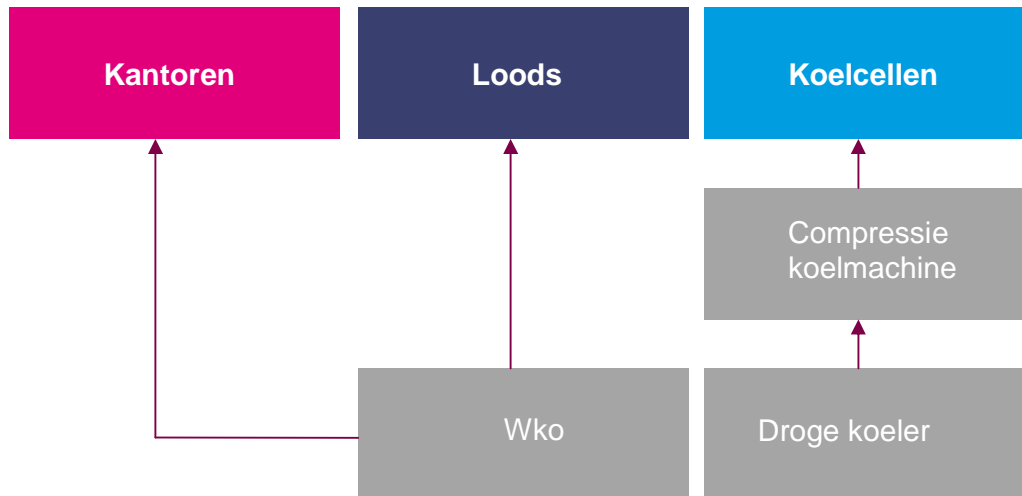 Kantoren
Loods
Koelcellen
Compressie
koelmachine
Wko
Droge koeler